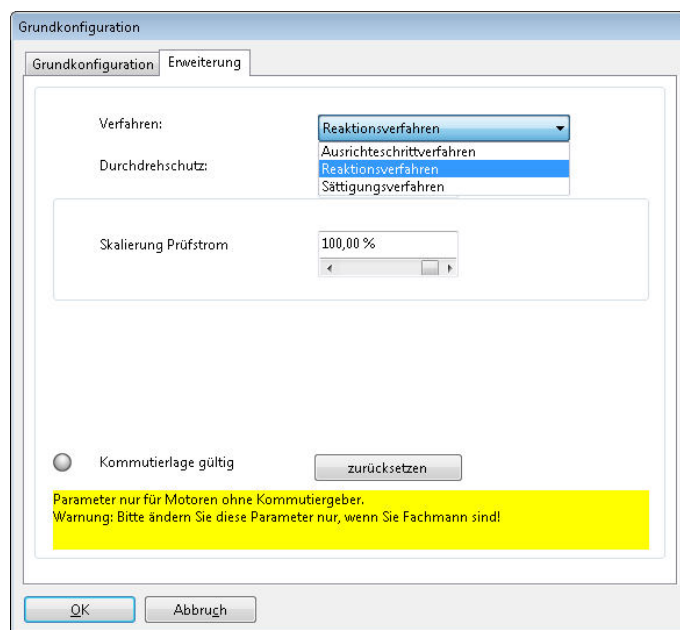 Grundkonfiguration
Grundkonfiguration Erweiterung
Verfahren: Reaktionsverfahren
Ausrichteschrittverfahren
Durchdrehschutz: Reaktionsverfahren
Sättigungsverfahren
Skalierung Prüfstrom 100,00 %
Kommutierlage gültig zurücksetzen
Parameter nur für Motoren ohne Kommutiergeber.
Warnung: Bitte ändern Sie diese Parameter nur, wenn Sie Fachmann sind!
OK Abbruch